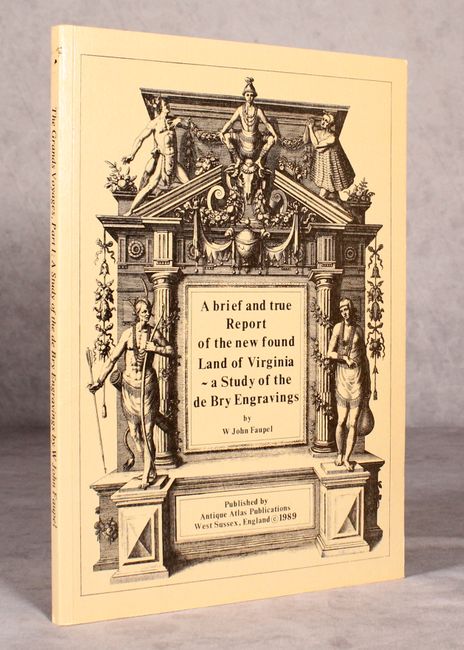 The Grands Voyages, Part I: A Study of the de Bry Engravings by W John Faupel
A brief and true
Report
of the new found
Land of Virginia
~ a Study of the
de Bry Engravings
by
W John Faupel
Published by
Antique Atlas Publications
West Sussex, England © 1989